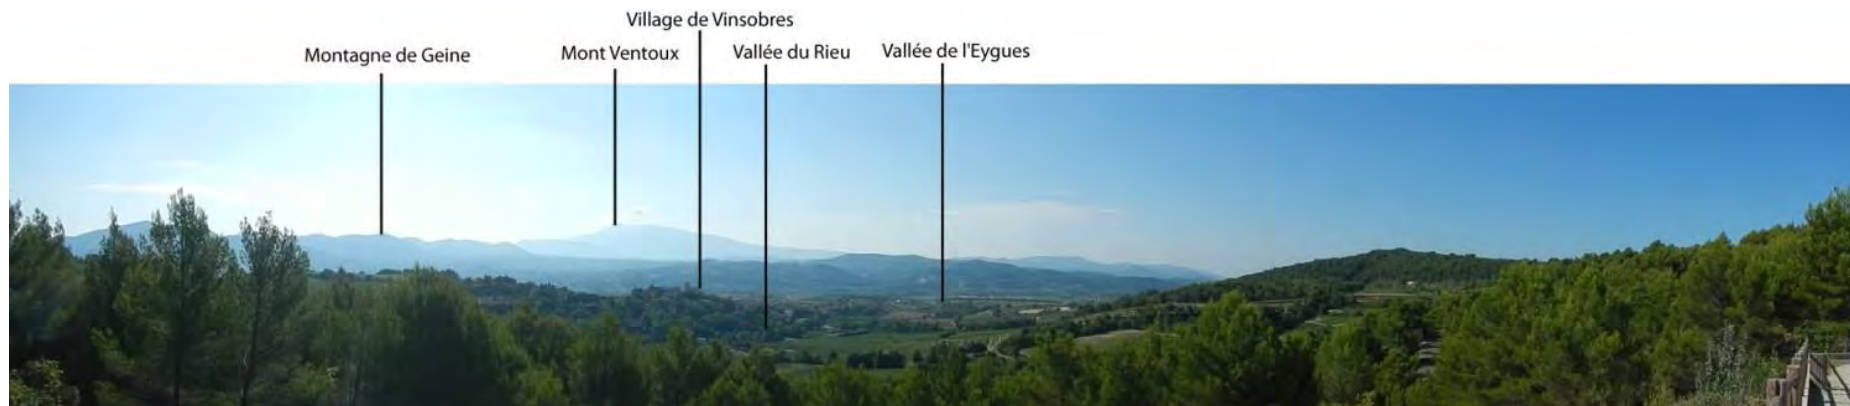 Village de Vinsobres
Montagne de Geine
Mont Ventoux
Vallée du Rieu
Vallée de l'Eygues